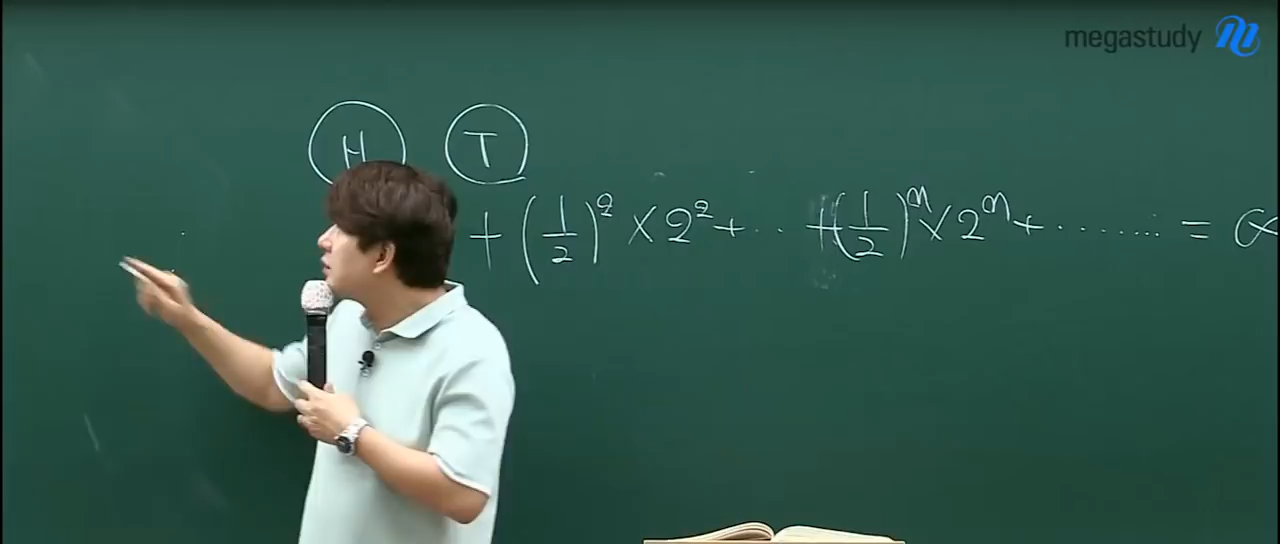 megastudy
H T
+ (1/2)² × 2² + ·· + (1/2)ⁿ × 2ⁿ + ······· = ∞